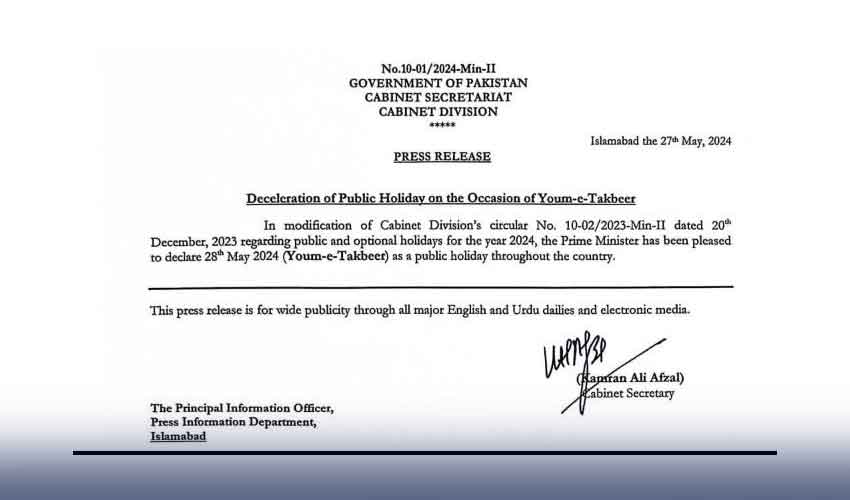 No.10-01/2024-Min-II
GOVERNMENT OF PAKISTAN
CABINET SECRETARIAT
CABINET DIVISION
*****
Islamabad the 27th May, 2024
PRESS RELEASE
Deceleration of Public Holiday on the Occasion of Youm-e-Takbeer
In modification of Cabinet Division's circular No. 10-02/2023-Min-II dated 20th
December, 2023 regarding public and optional holidays for the year 2024, the Prime Minister has been pleased
to declare 28th May 2024 (Youm-e-Takbeer) as a public holiday throughout the country.
This press release is for wide publicity through all major English and Urdu dailies and electronic media.
(Kamran Ali Afzal)
Cabinet Secretary
The Principal Information Officer,
Press Information Department,
Islamabad